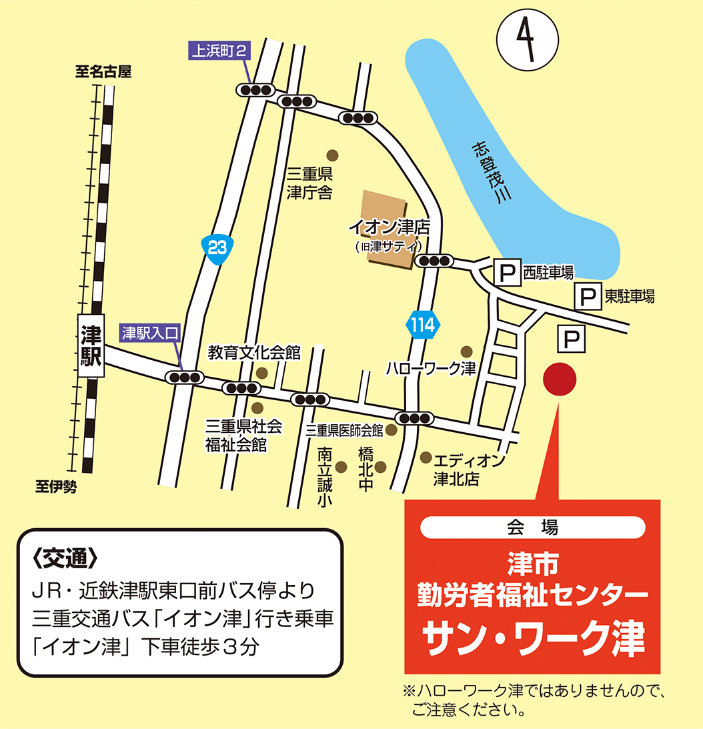 上浜町2
至名古屋
志登茂川
三重県
津庁舎
イオン津店
(旧津サティ)
23
P
西駐車場
P
東駐車場
P
114
津駅
津駅入口
教育文化会館
ハローワーク津
三重県社会
福祉会館
三重県医師会館
南立誠小
橋北中
エディオン
津北店
至伊勢
会場
津市
勤労者福祉センター
サン・ワーク津
〈交通〉
JR・近鉄津駅東口前バス停より
三重交通バス「イオン津」行き乗車
「イオン津」下車徒歩3分
※ハローワーク津ではありませんので、
ご注意ください。